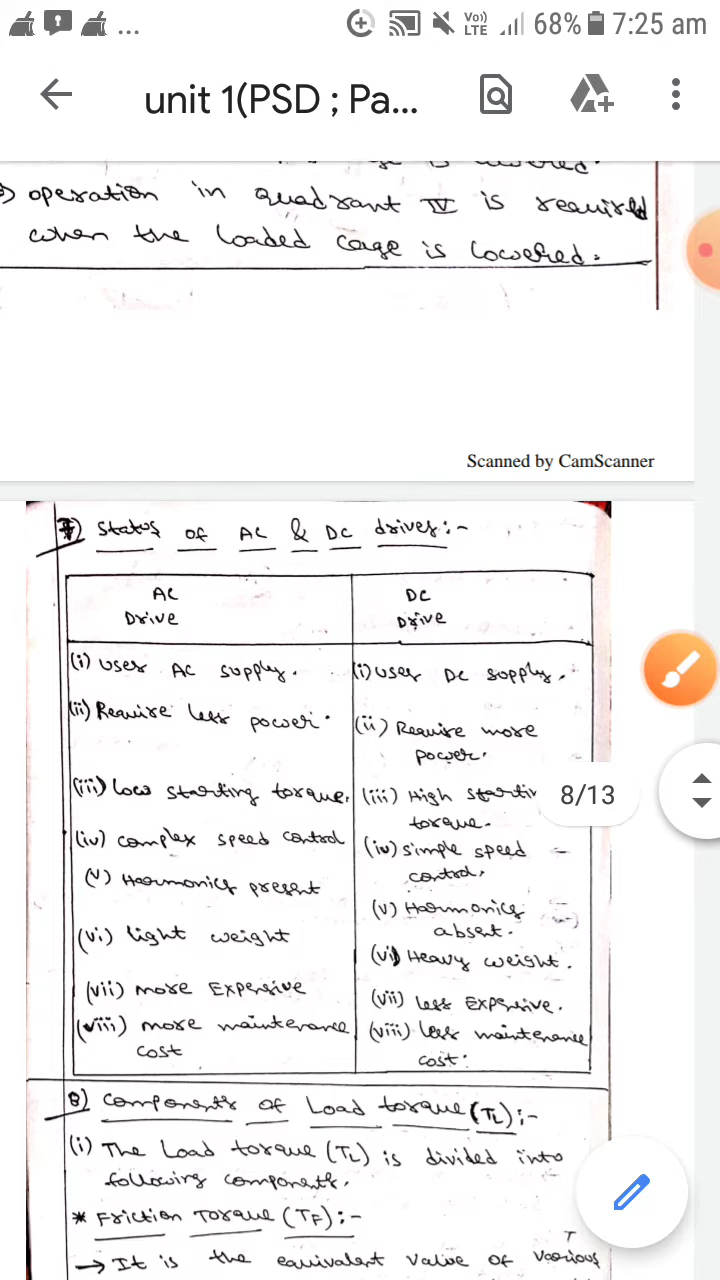 ... Vo)) LTE 68% 7:25 am
unit 1(PSD ; Pa...
operation in quadrant IV is required
when the loaded cage is lowered.
Scanned by CamScanner
7) Status of AC & DC drives:-
AC Drive
DC Drive
(i) Uses AC supply.
(i) Uses DC supply.
(ii) Require less power.
(ii) Require more
power.
(iii) low starting torque.
(iii) High startin
torque.
8/13
(iv) complex speed control
(iv) simple speed
control.
(v) Harmonics present
(v) Harmonics
absent.
(vi) light weight
(vi) Heavy weight.
(vii) more Expensive
(vii) less Expensive.
(viii) more maintenance
cost
(viii) less maintenance
cost.
8) Components of Load torque (TL):-
(i) The Load torque (TL) is divided into
following components.
* Friction Torque (TF):-
→ It is the equivalent value of various